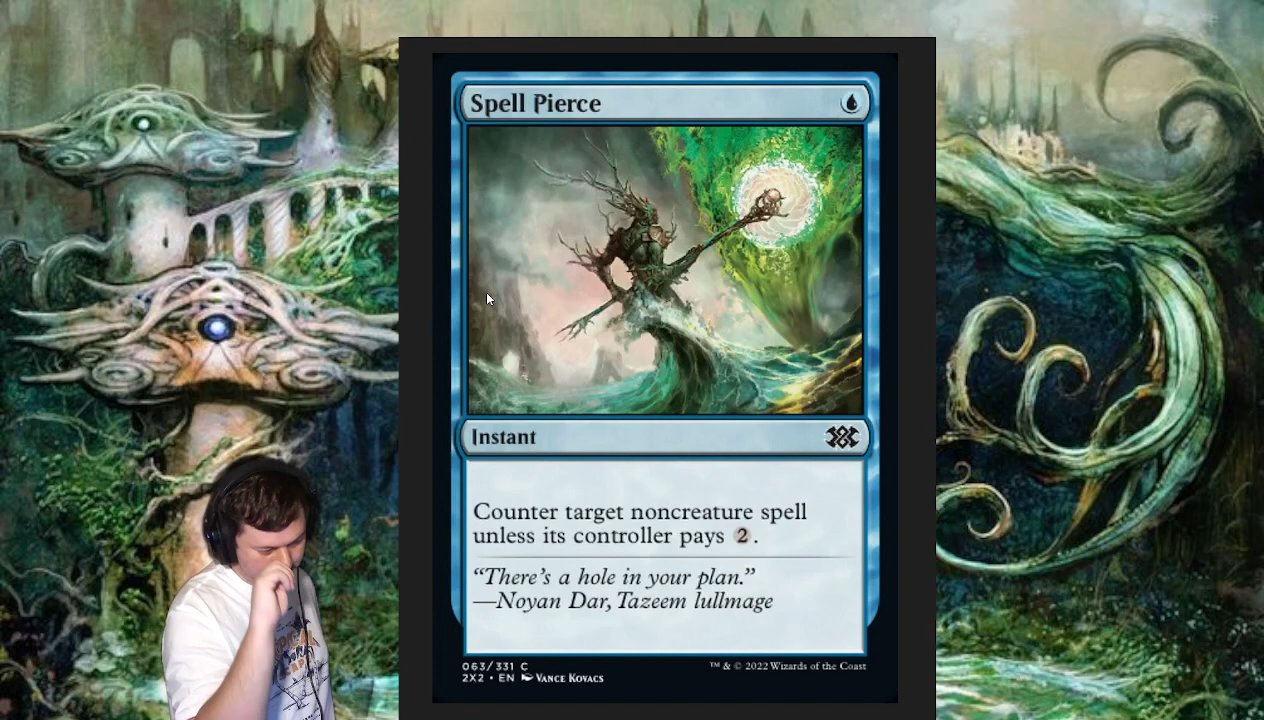 Spell Pierce
Instant
Counter target noncreature spell
unless its controller pays 2.
“There’s a hole in your plan.”
—Noyan Dar, Tazeem lullmage
063/331 C
™ & © 2022 Wizards of the Coast
2X2 • EN Vance Kovacs